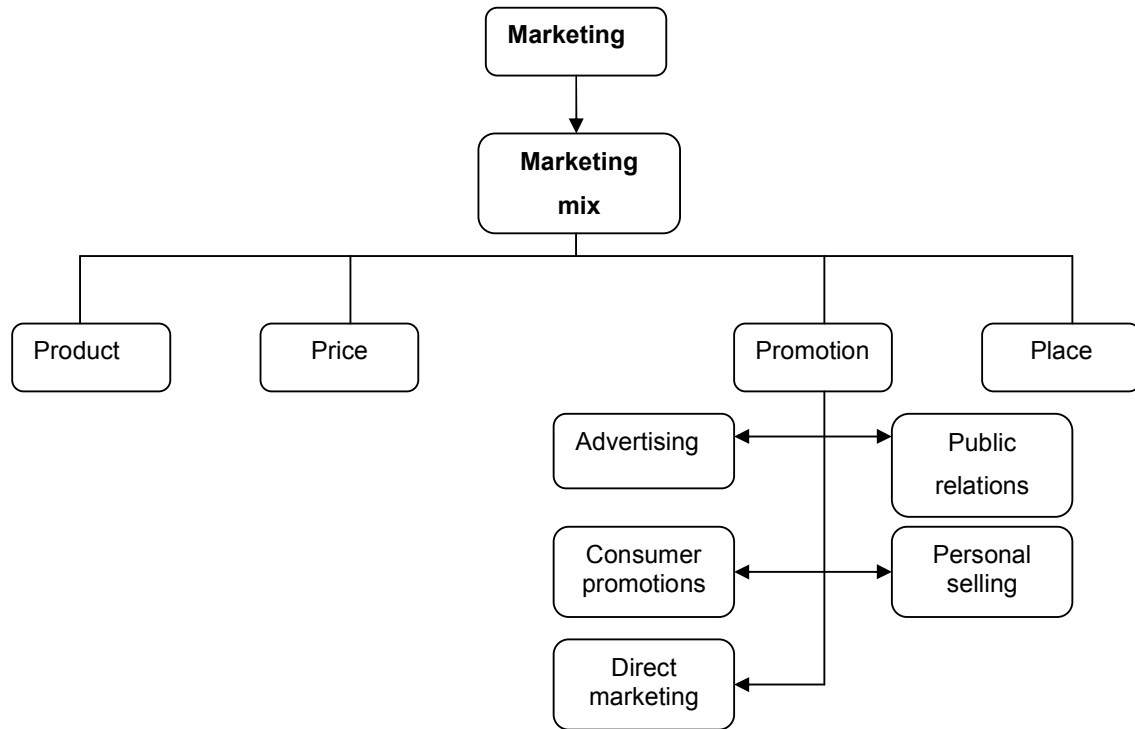 Marketing
Marketing
mix
Product
Price
Promotion
Place
Advertising
Public
relations
Consumer
promotions
Personal
selling
Direct
marketing